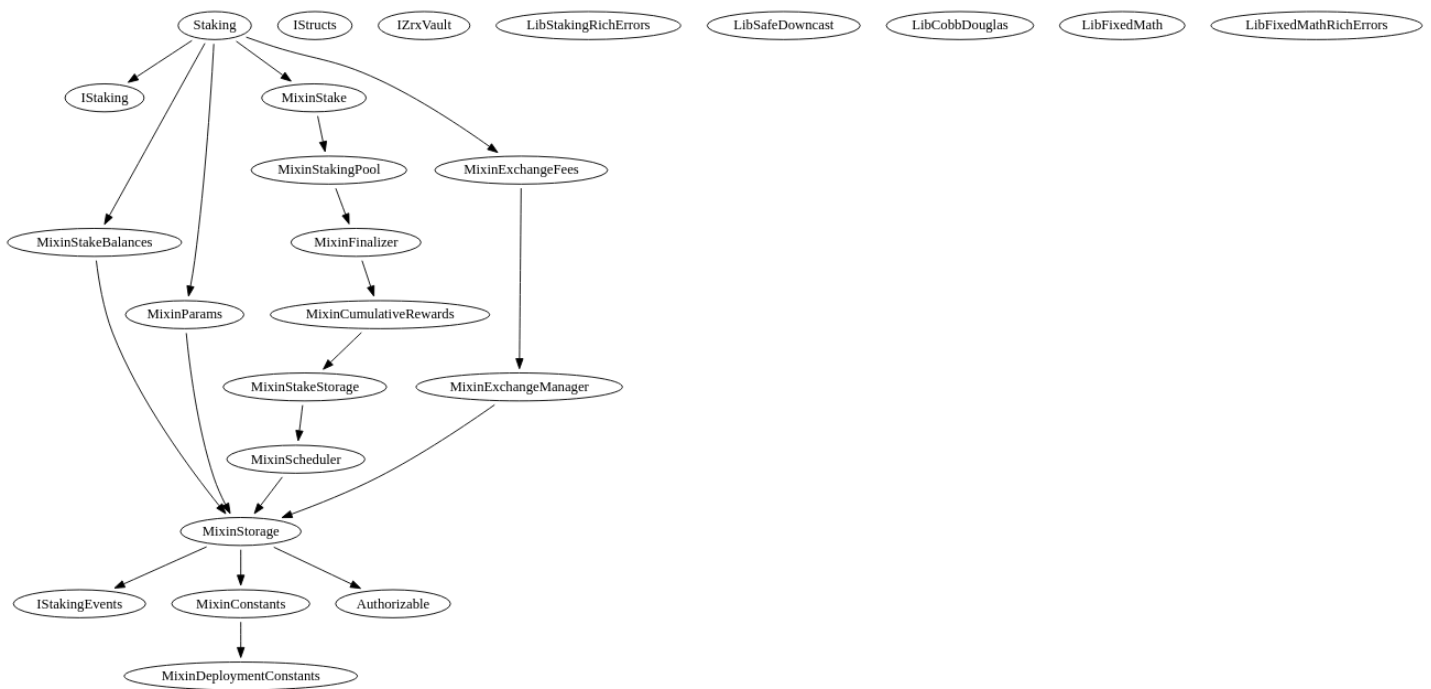 Staking
IStructs
IZrxVault
LibStakingRichErrors
LibSafeDowncast
LibCobbDouglas
LibFixedMath
LibFixedMathRichErrors
IStaking
MixinStake
MixinStakingPool
MixinExchangeFees
MixinStakeBalances
MixinFinalizer
MixinParams
MixinCumulativeRewards
MixinStakeStorage
MixinExchangeManager
MixinScheduler
MixinStorage
IStakingEvents
MixinConstants
Authorizable
MixinDeploymentConstants